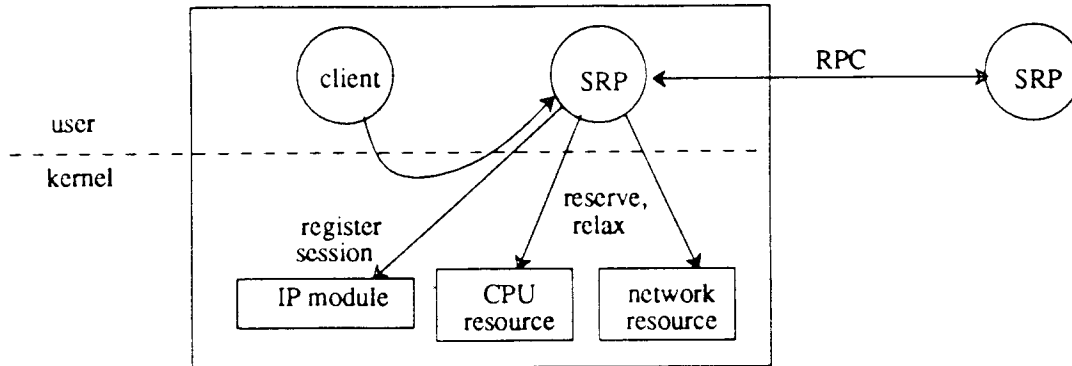 client
SRP
RPC
SRP
user
kernel
reserve,
relax
register
session
IP module
CPU
resource
network
resource